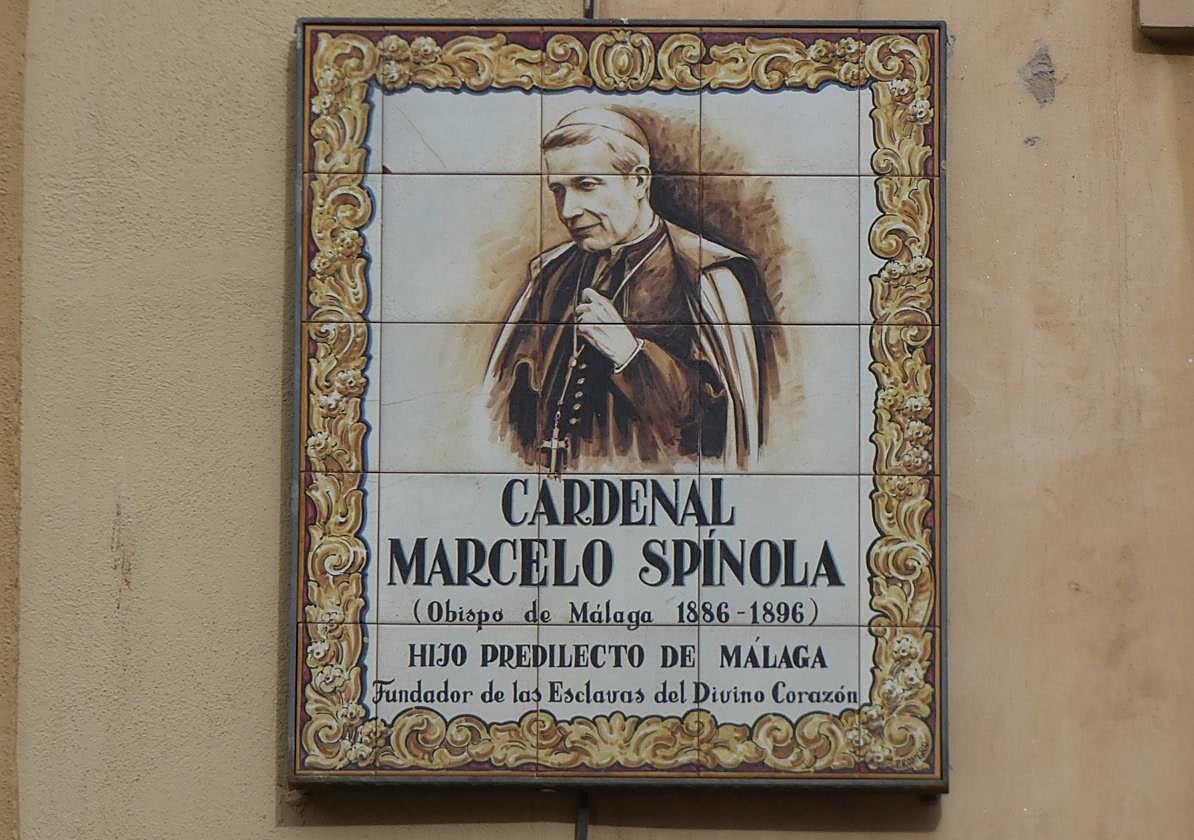 CARDENAL
MARCELO SPÍNOLA
(Obispo de Málaga 1886-1896)
HIJO PREDILECTO DE MÁLAGA
Fundador de las Esclavas del Divino Corazón